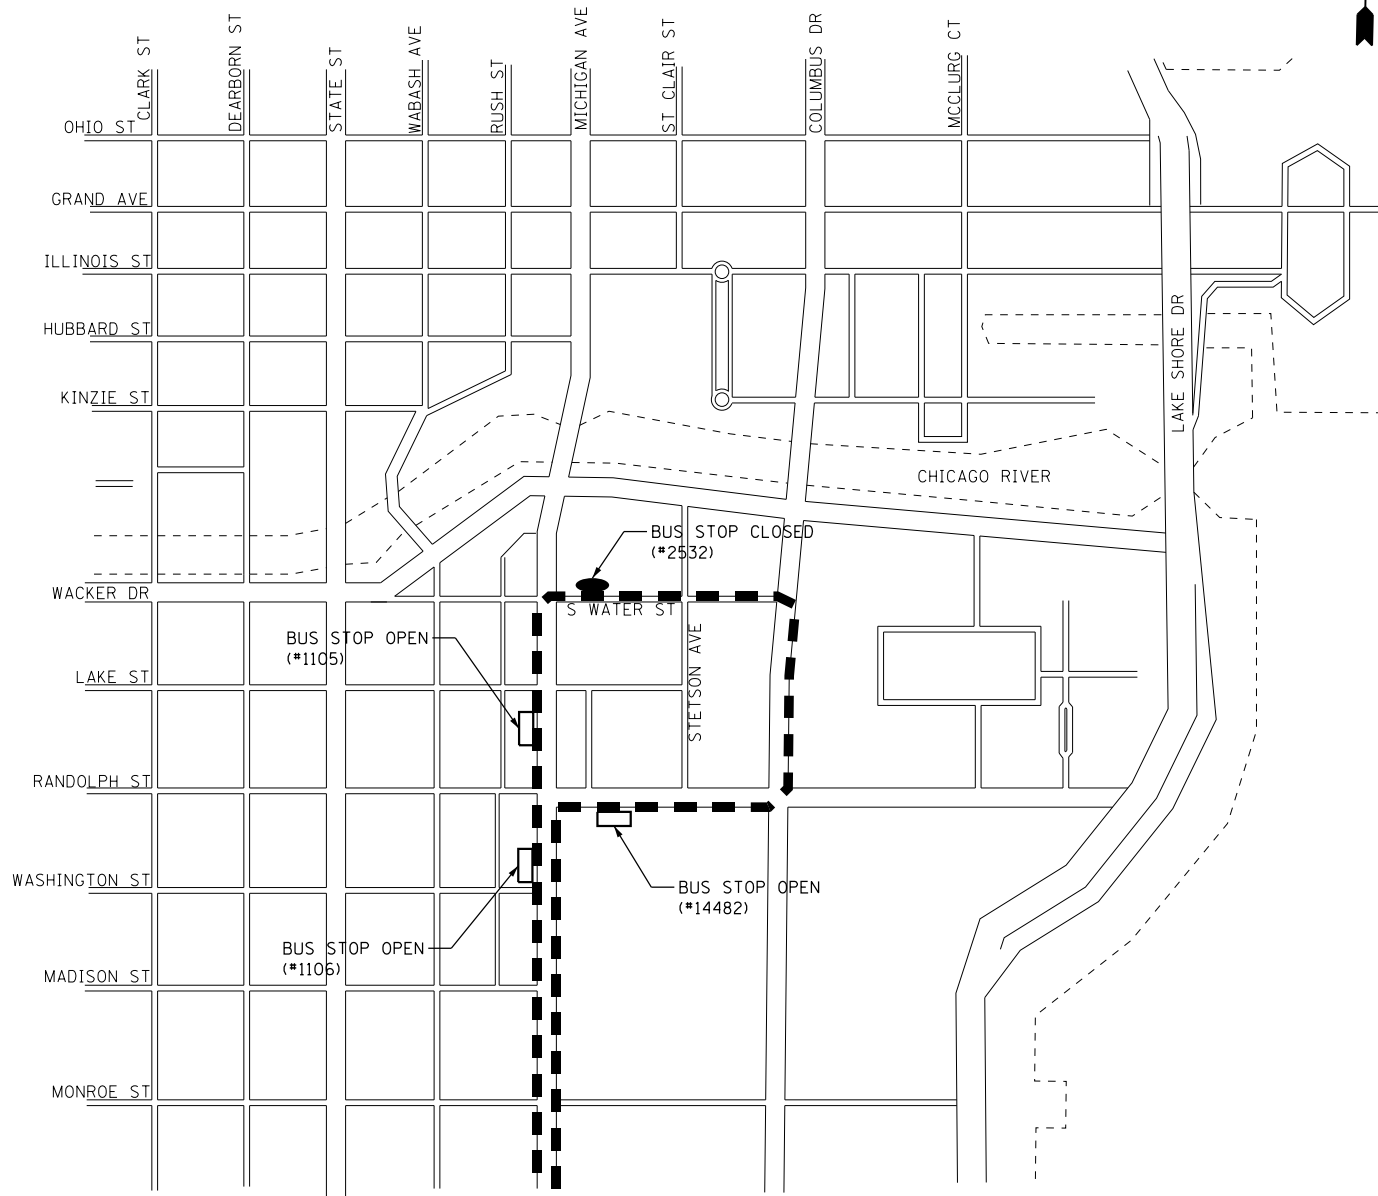 CLARK ST
DEARBORN ST
STATE ST
WABASH AVE
RUSH ST
MICHIGAN AVE
ST CLAIR ST
COLUMBUS DR
MCCLURG CT
OHIO ST
GRAND AVE
ILLINOIS ST
HUBBARD ST
LAKE SHORE DR
KINZIE ST
CHICAGO RIVER
BUS STOP CLOSED
(#2532)
WACKER DR
S WATER ST
BUS STOP OPEN
(#1105)
STETSON AVE
LAKE ST
RANDOLPH ST
WASHINGTON ST
BUS STOP OPEN
(#14482)
BUS STOP OPEN
(#1106)
MADISON ST
MONROE ST